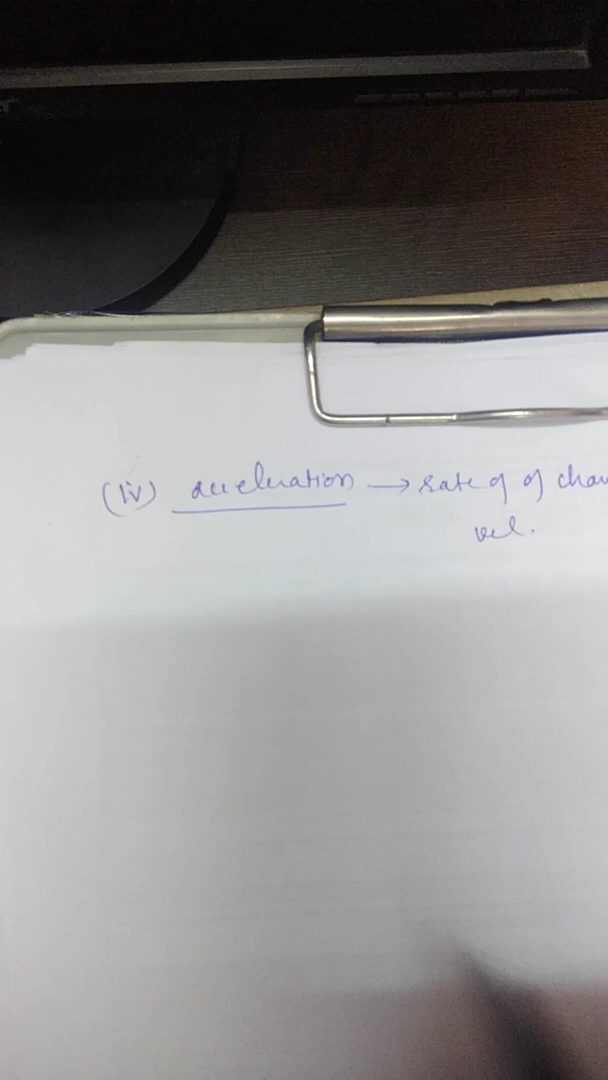 (iv) acceleration → rate of of chan
vel.